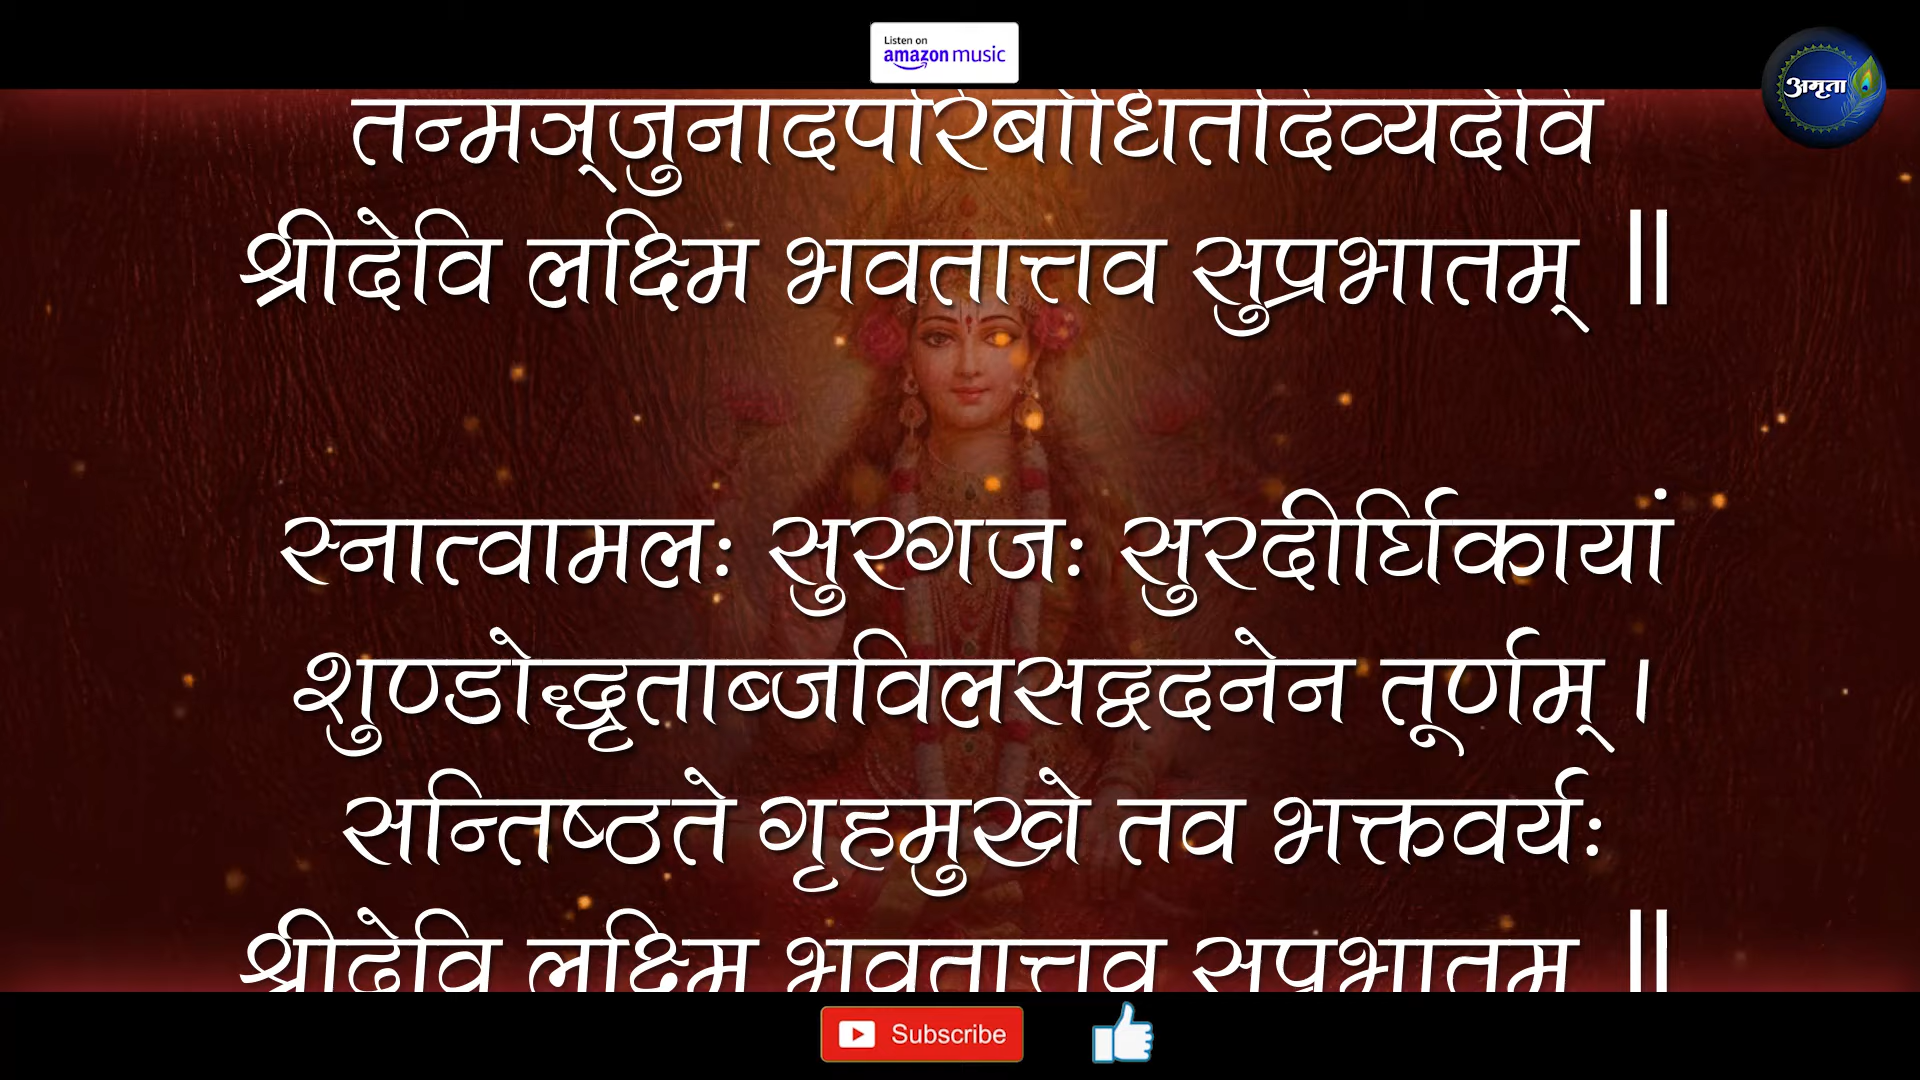 Listen on
amazon music
अमृता
तन्मञ्जुनादपरिबोधितदिव्यदेवि
श्रीदेवि लक्ष्मि भवतात्तव सुप्रभातम् ॥
स्नात्वामलः सुरगजः सुरदीर्घिकायां
शुण्डोद्धृताब्जविलसद्वदनेन तूर्णम् ।
सन्तिष्ठते गृहमुखे तव भक्तवर्यः
श्रीदेवि लक्ष्मि भवतात्तव सुप्रभातम् ॥
Subscribe